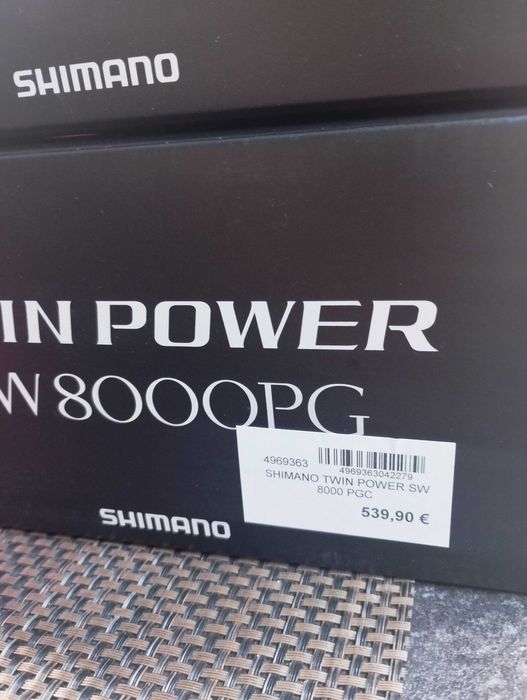 SHIMANO
IN POWER
W 8000PG
4969363
4969363042279
SHIMANO TWIN POWER SW
8000 PGC
539,90 €
SHIMANO